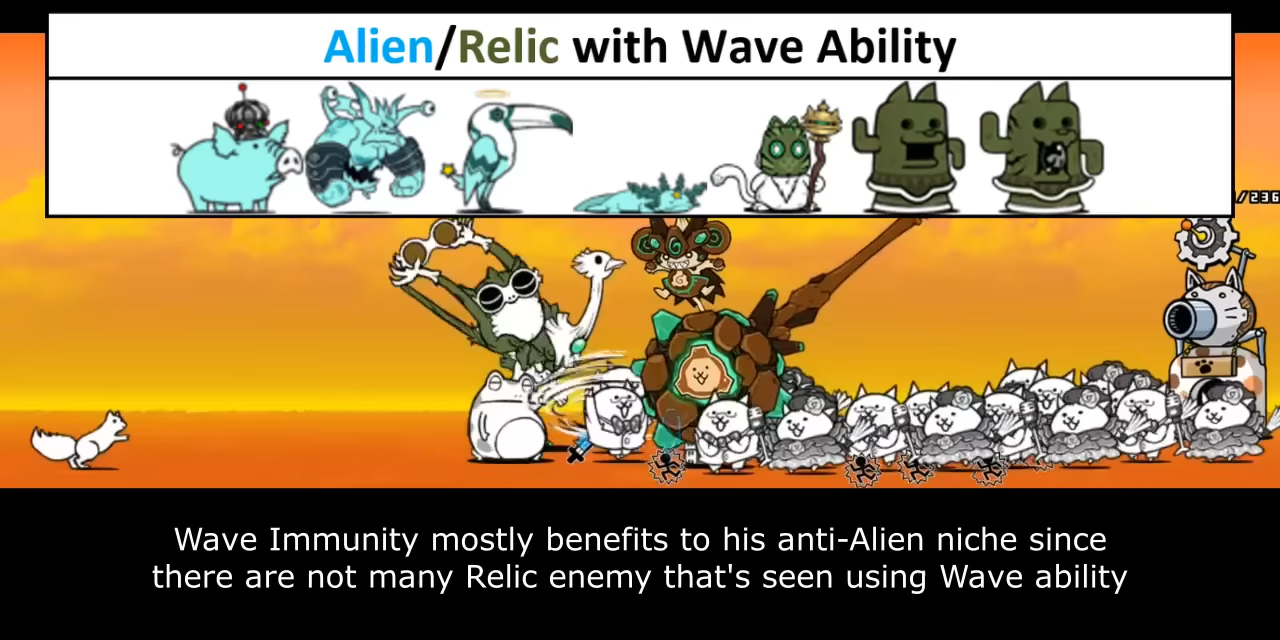 Alien/Relic with Wave Ability
/236
Wave Immunity mostly benefits to his anti-Alien niche since
there are not many Relic enemy that's seen using Wave ability